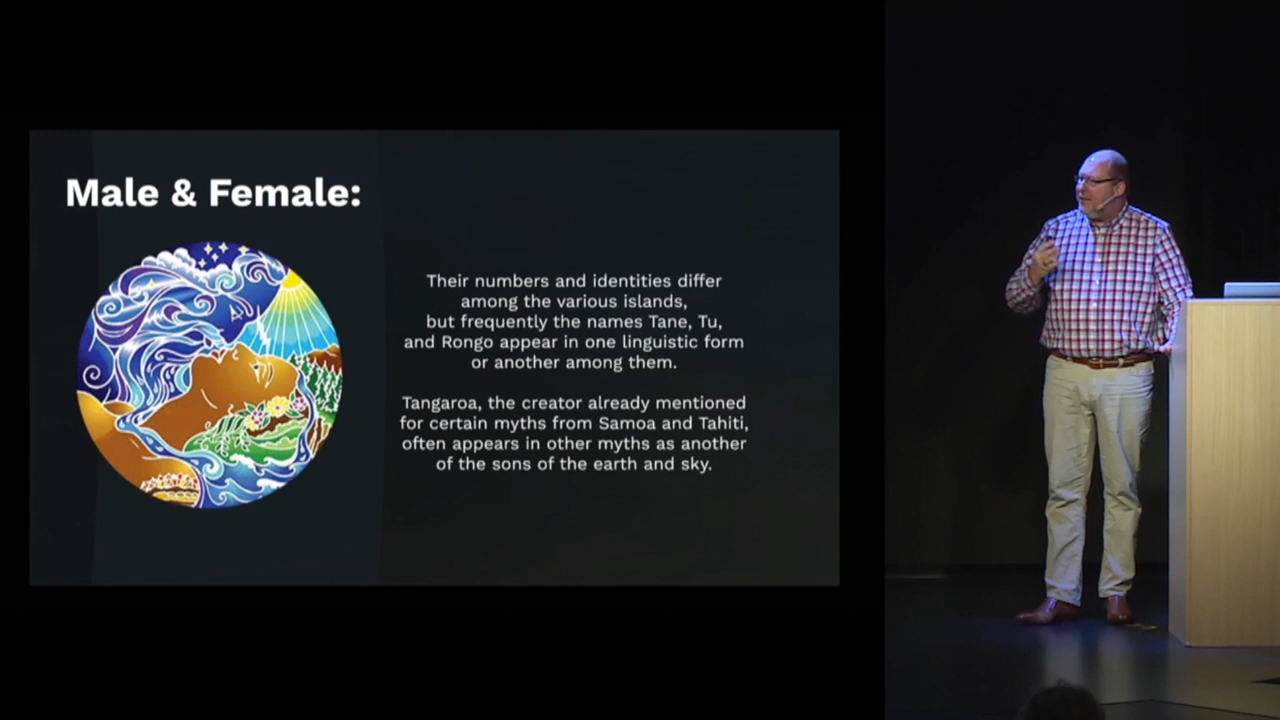 Male & Female:
Their numbers and identities differ
among the various islands,
but frequently the names Tane, Tu,
and Rongo appear in one linguistic form
or another among them.
Tangaroa, the creator already mentioned
for certain myths from Samoa and Tahiti,
often appears in other myths as another
of the sons of the earth and sky.